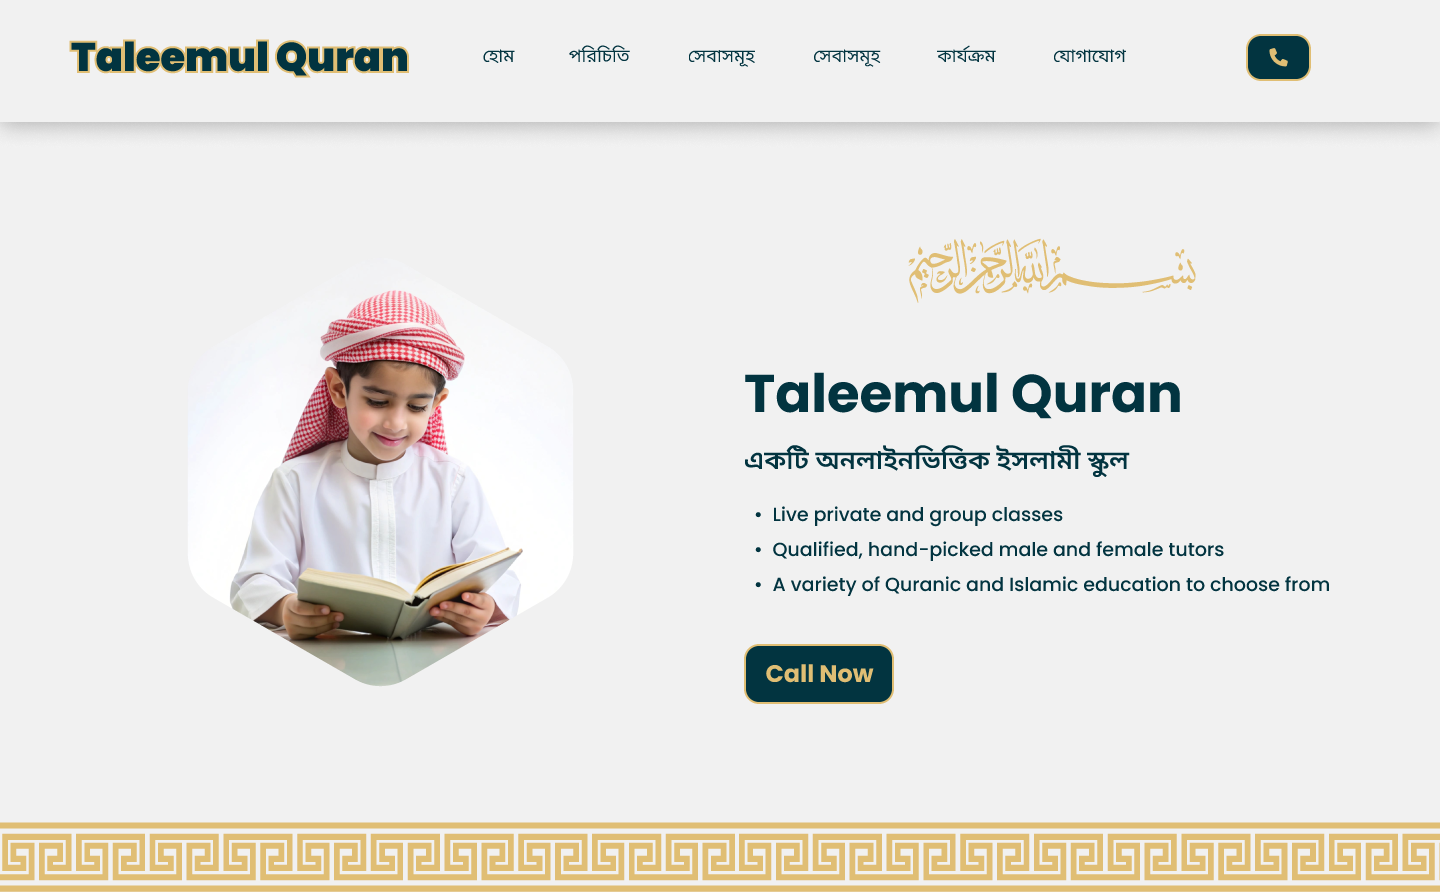 Taleemul Quran
হোম পরিচিতি সেবাসমূহ সেবাসমূহ কার্যক্রম যোগাযোগ
بسم الله الرحمن الرحيم
Taleemul Quran
একটি অনলাইনভিত্তিক ইসলামী স্কুল
• Live private and group classes
• Qualified, hand-picked male and female tutors
• A variety of Quranic and Islamic education to choose from
Call Now